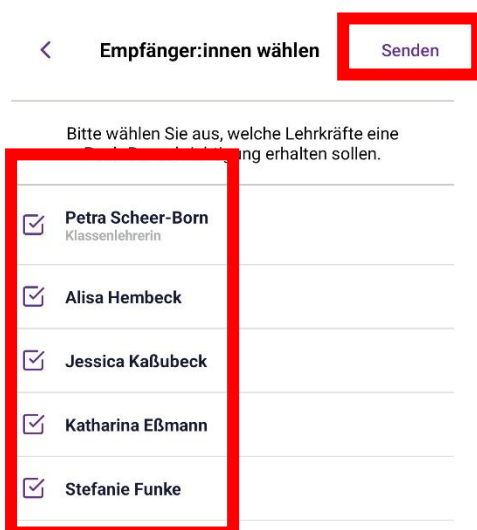 Empfänger:innen wählen Senden
Bitte wählen Sie aus, welche Lehrkräfte eine
erhalten sollen.
Petra Scheer-Born
Klassenlehrerin
Alisa Hembeck
Jessica Kaßubeck
Katharina Eßmann
Stefanie Funke